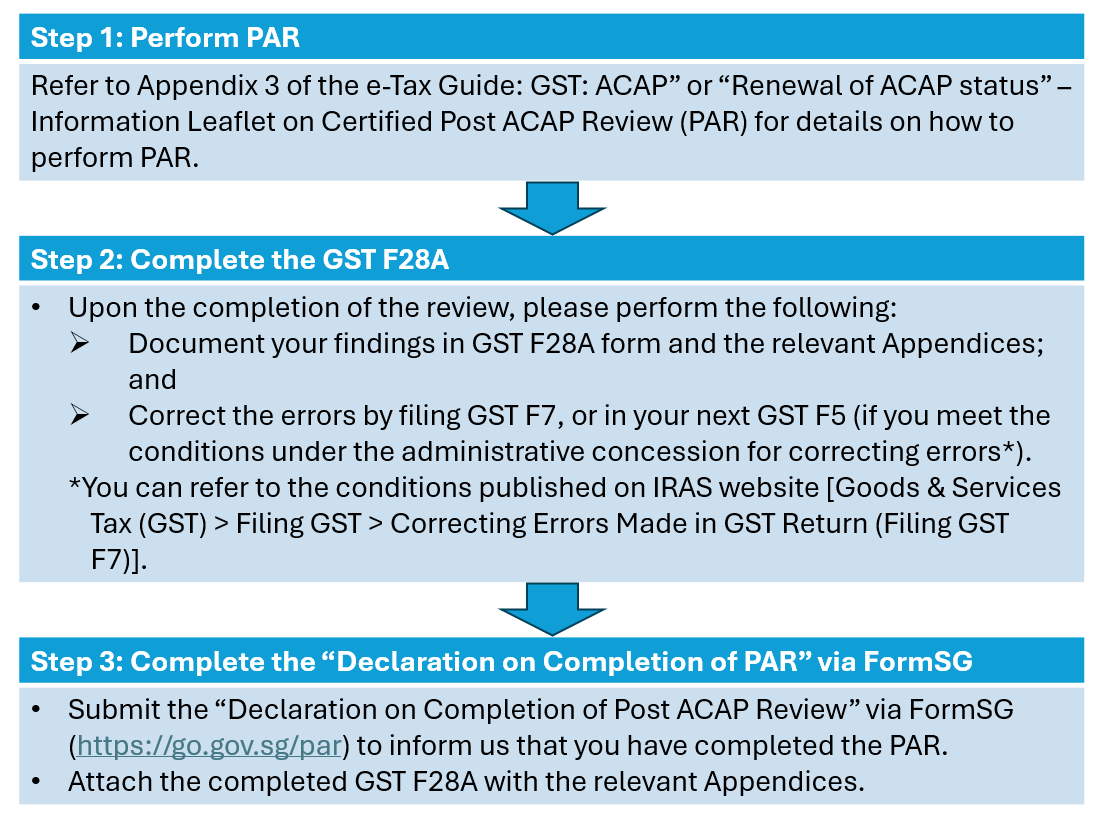 Step 1: Perform PAR
Refer to Appendix 3 of the e-Tax Guide: GST: ACAP” or “Renewal of ACAP status” –
Information Leaflet on Certified Post ACAP Review (PAR) for details on how to
perform PAR.
Step 2: Complete the GST F28A
• Upon the completion of the review, please perform the following:
➢ Document your findings in GST F28A form and the relevant Appendices;
and
➢ Correct the errors by filing GST F7, or in your next GST F5 (if you meet the
conditions under the administrative concession for correcting errors*).
*You can refer to the conditions published on IRAS website [Goods & Services
Tax (GST) > Filing GST > Correcting Errors Made in GST Return (Filing GST
F7)].
Step 3: Complete the “Declaration on Completion of PAR” via FormSG
• Submit the “Declaration on Completion of Post ACAP Review” via FormSG
(https://go.gov.sg/par) to inform us that you have completed the PAR.
• Attach the completed GST F28A with the relevant Appendices.